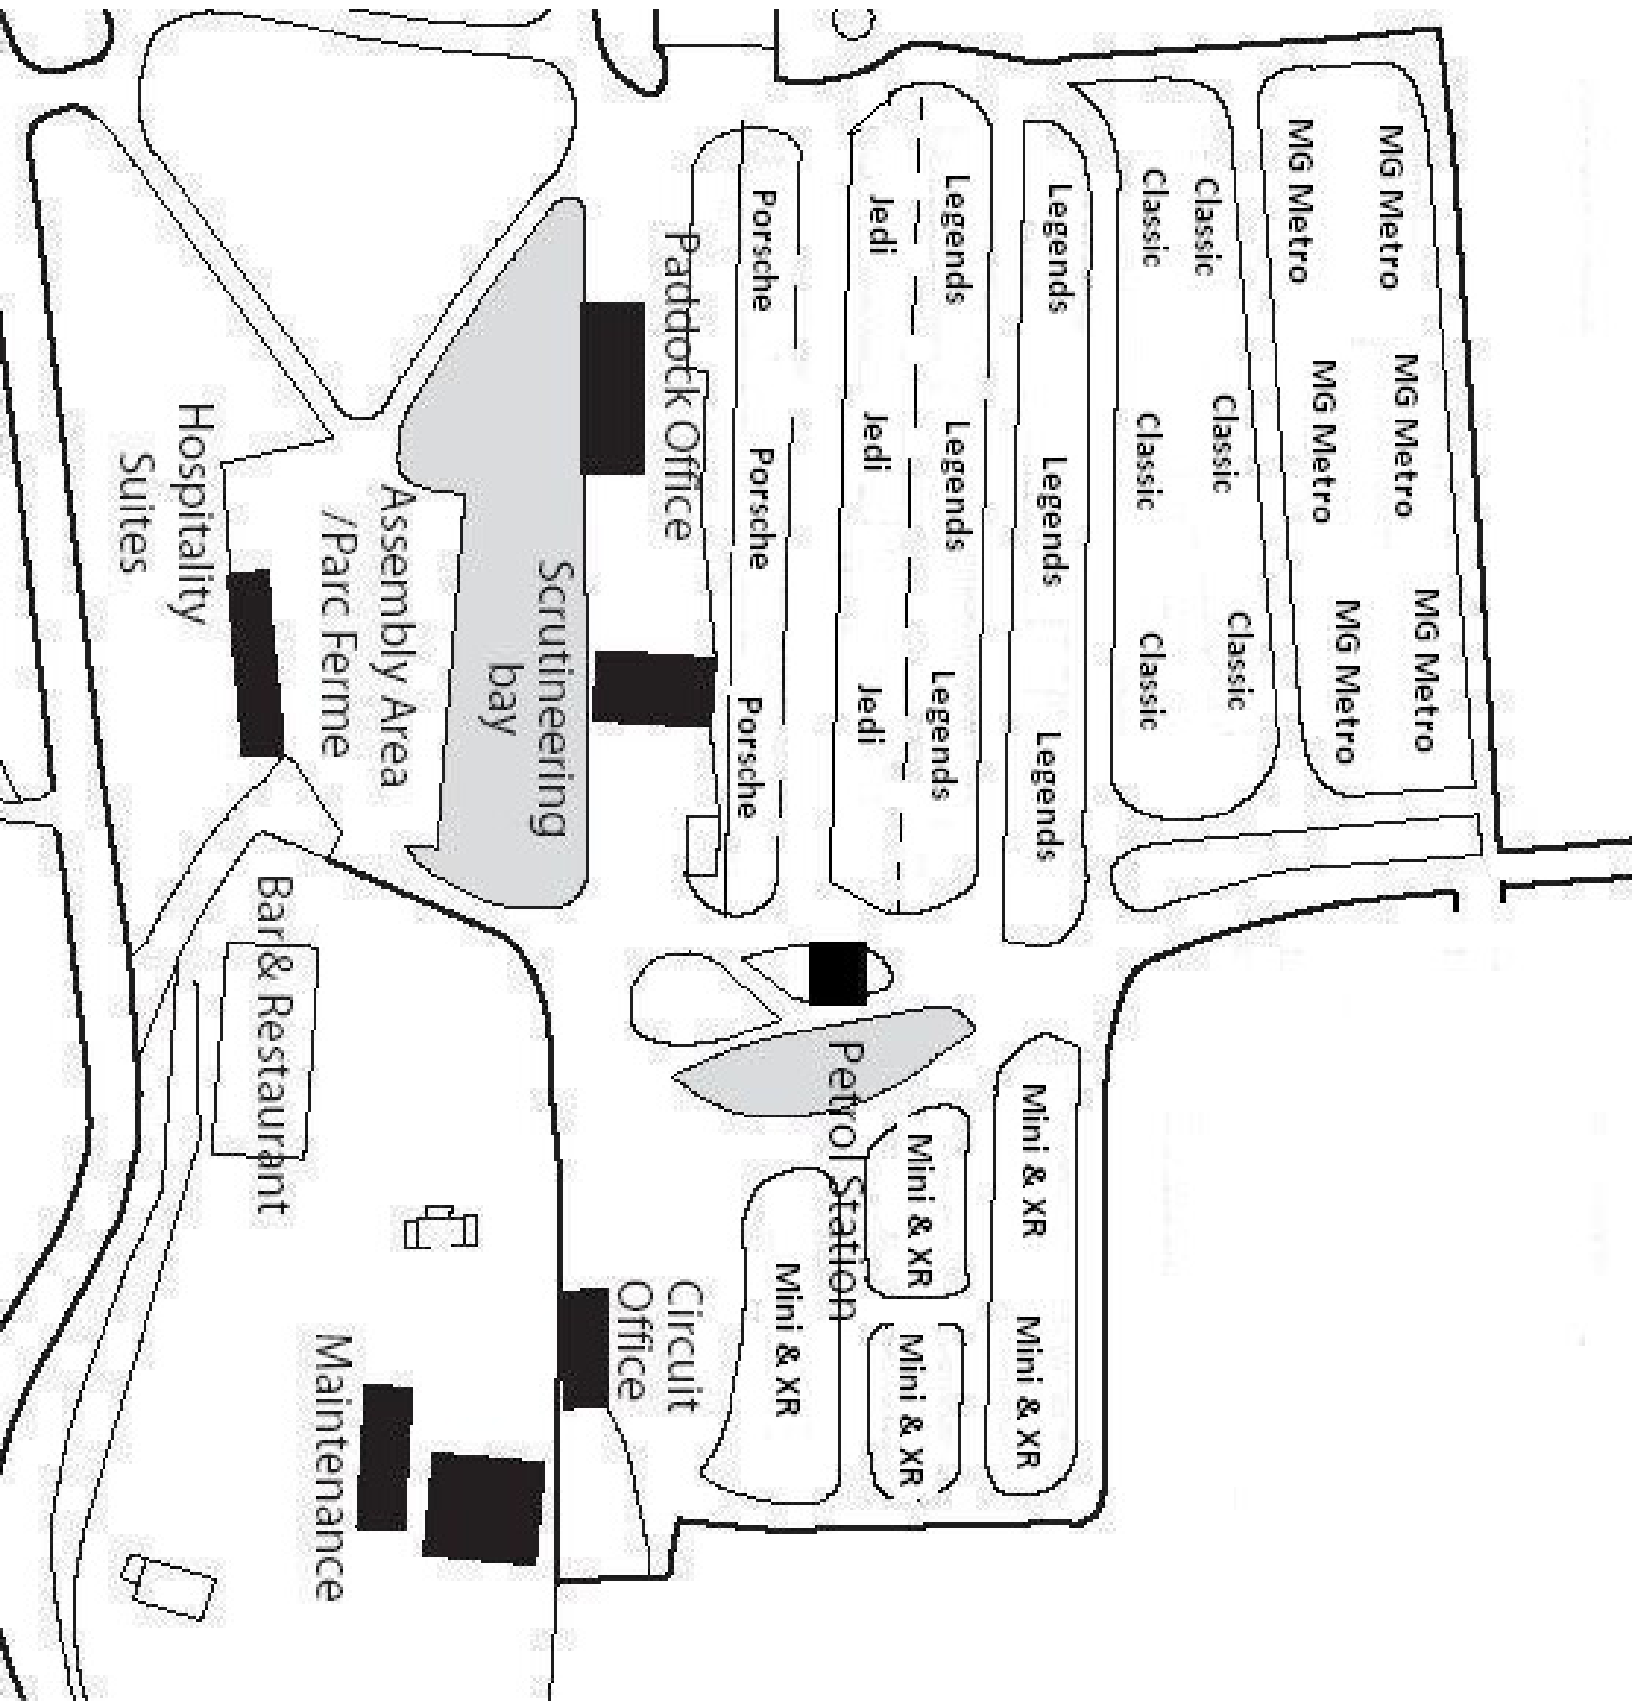 MG Metro MG Metro MG Metro
MG Metro MG Metro MG Metro
Classic Classic Classic
Classic Classic Classic
Legends Legends Legends
Mini & XR Mini & XR
Legends Legends Legends
Mini & XR Mini & XR
Jedi Jedi Jedi
Petrol Station
Porsche Porsche Porsche
Mini & XR
Paddock Office
Circuit
Office
Scrutineering
bay
Assembly Area
/Parc Ferme
Maintenance
Bar & Restaurant
Hospitality
Suites